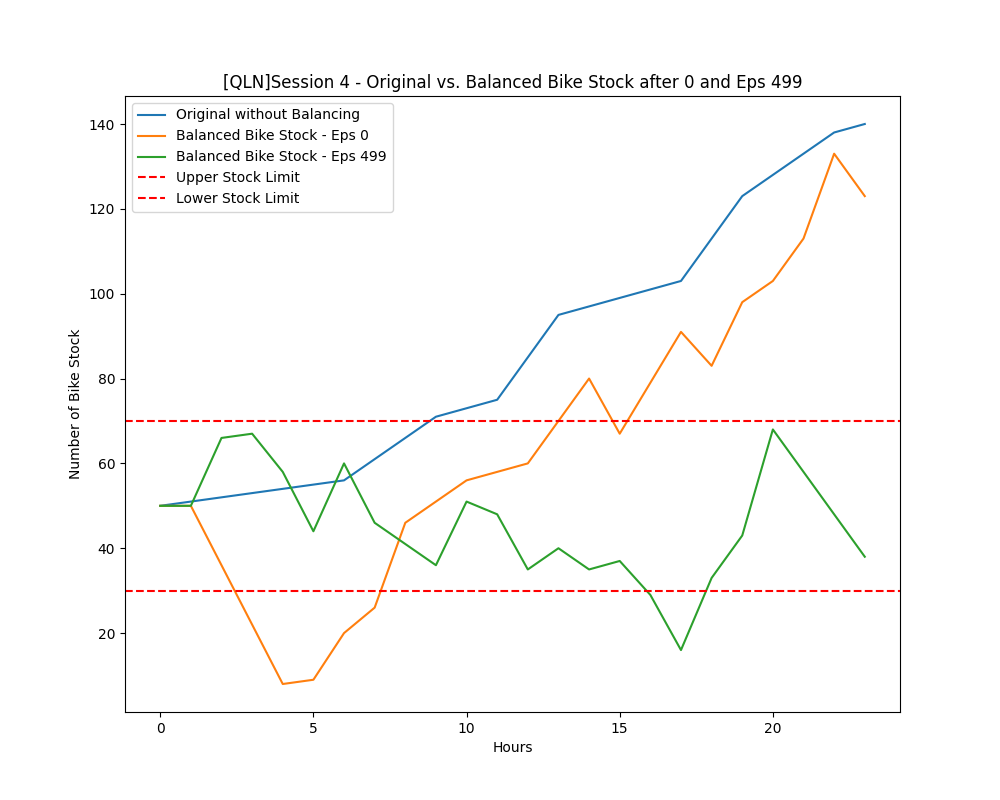 [QLN]Session 4 - Original vs. Balanced Bike Stock after 0 and Eps 499
Original without Balancing
Balanced Bike Stock - Eps 0
Balanced Bike Stock - Eps 499
Upper Stock Limit
Lower Stock Limit
140
120
100
80
60
40
20
Number of Bike Stock
0 5 10 15 20
Hours